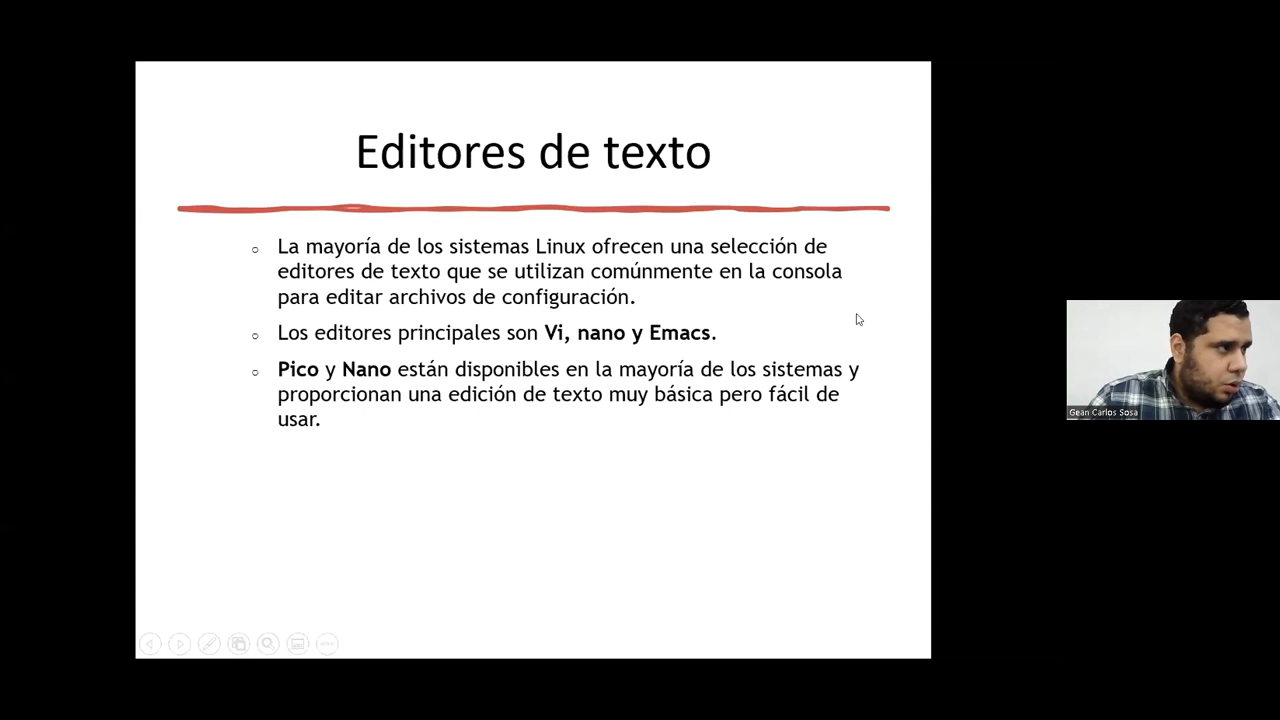 Editores de texto
La mayoría de los sistemas Linux ofrecen una selección de
editores de texto que se utilizan comúnmente en la consola
para editar archivos de configuración.
Los editores principales son Vi, nano y Emacs.
Pico y Nano están disponibles en la mayoría de los sistemas y
proporcionan una edición de texto muy básica pero fácil de
usar.
Gean Carlos Sosa